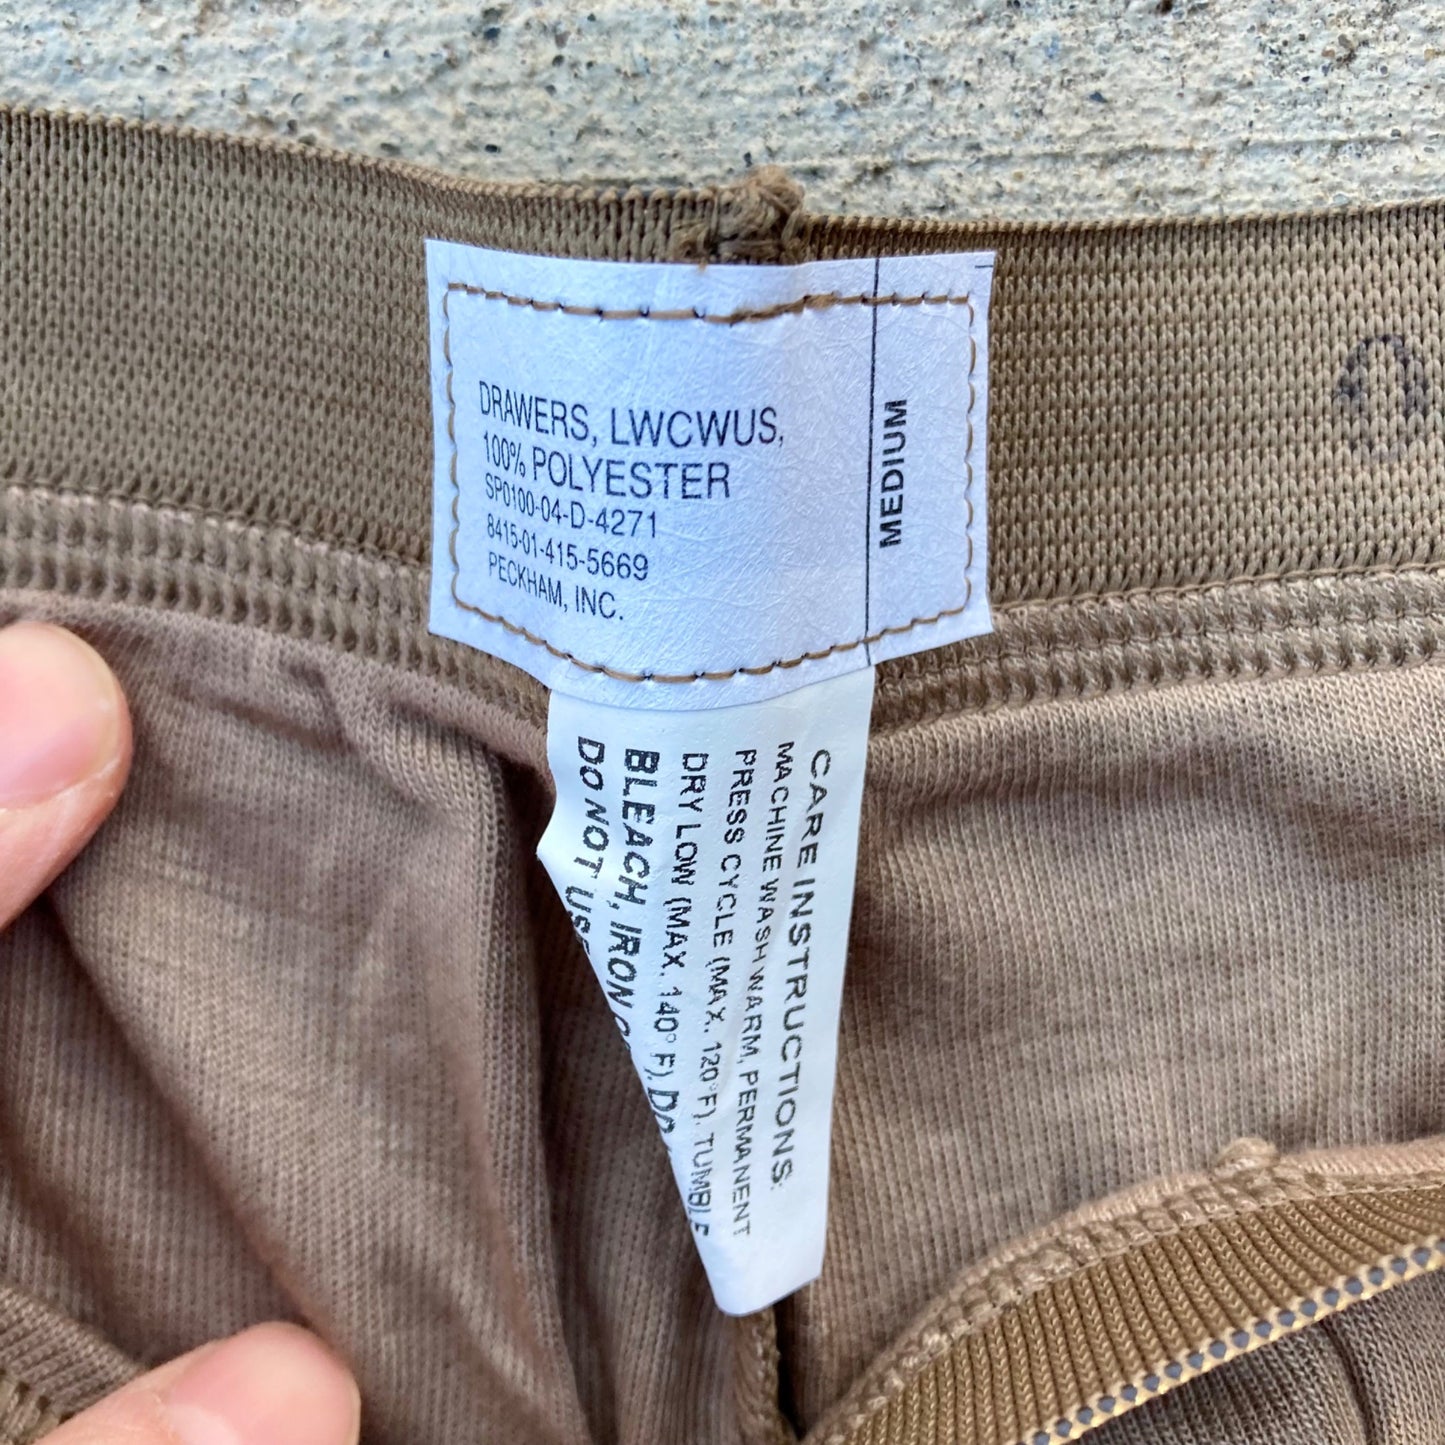 DRAWERS, LWCWUS,
100% POLYESTER
SP0100-04-D-4271
8415-01-415-5669
PECKHAM, INC.
MEDIUM
CARE INSTRUCTIONS:
MACHINE WASH WARM, PERMANENT
PRESS CYCLE (MAX. 120°F). TUMBLE
DRY LOW (MAX. 140°F). DO
BLEACH, IRON
DO NOT USE